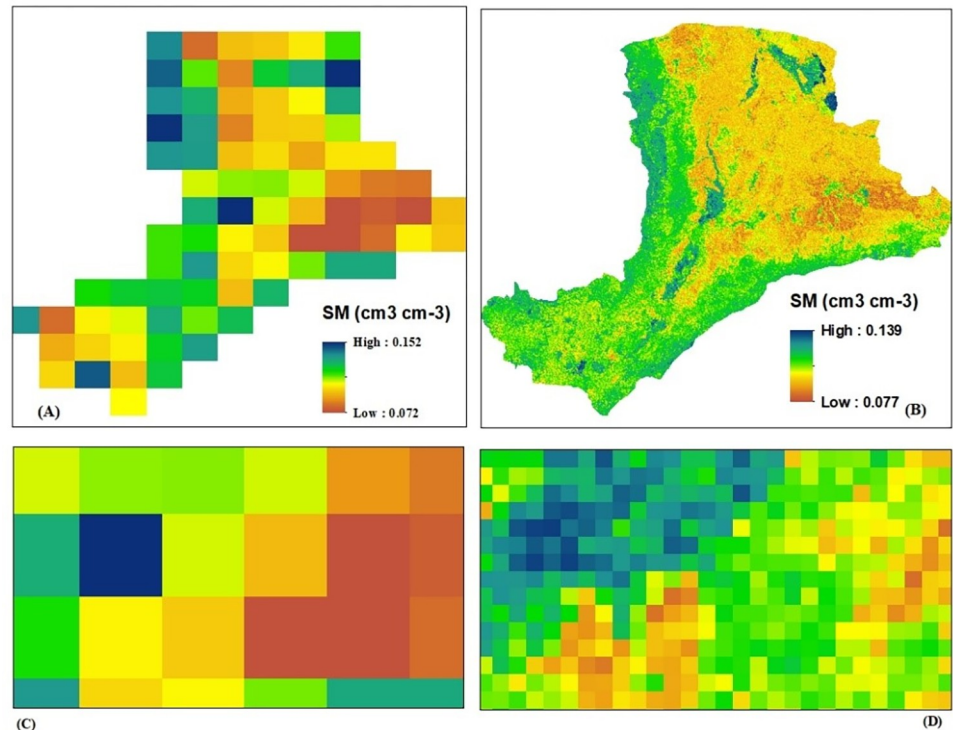 SM (cm3 cm-3)
High : 0.152
Low : 0.072
(A)
SM (cm3 cm-3)
High : 0.139
Low : 0.077
(B)
(C)
(D)